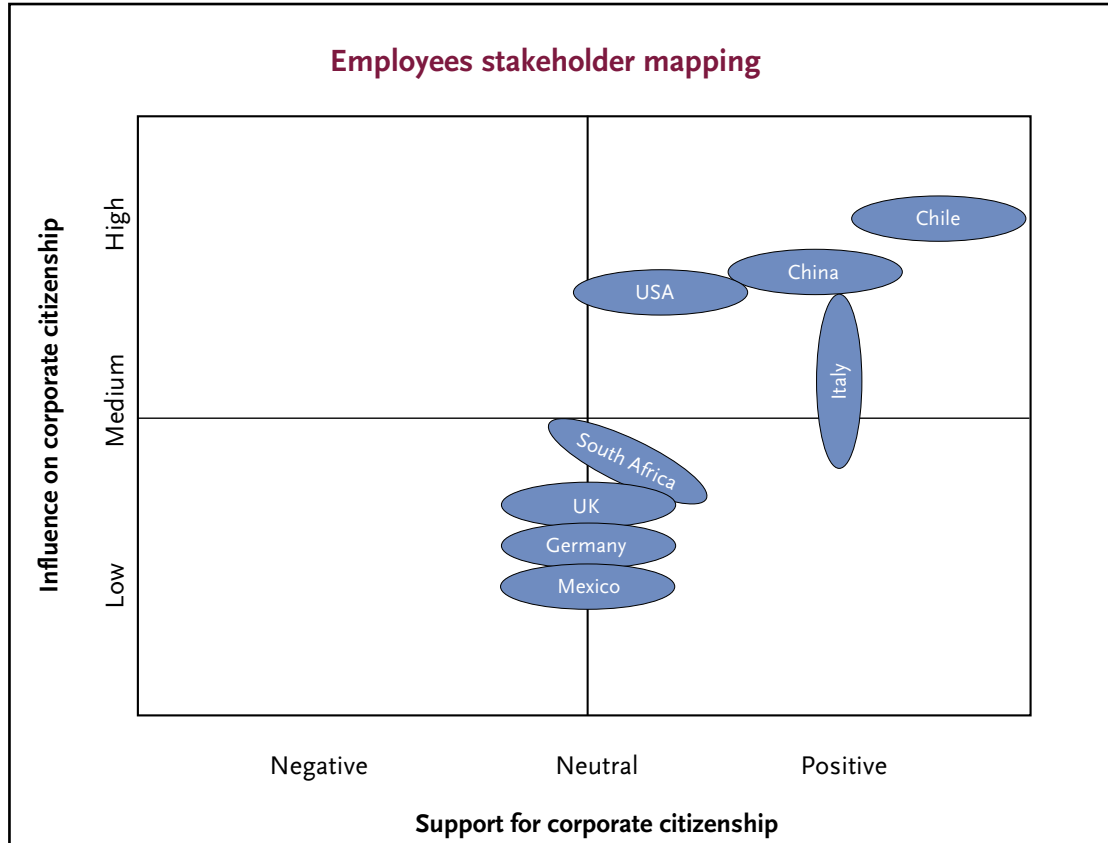 Employees stakeholder mapping
Influence on corporate citizenship
High
Medium
Low
Chile
China
USA
Italy
South Africa
UK
Germany
Mexico
Negative
Neutral
Positive
Support for corporate citizenship